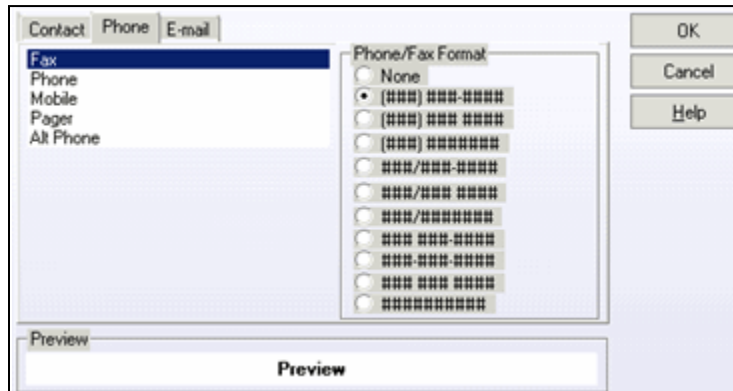 Contact Phone E-mail
Fax
Phone
Mobile
Pager
Alt Phone
Phone/Fax Format
None
(###) ###-####
(###) ### ####
(###) #######
###/###-####
###/### ####
###/#######
### ###-####
###-###-####
### ### ####
##########
OK
Cancel
Help
Preview
Preview